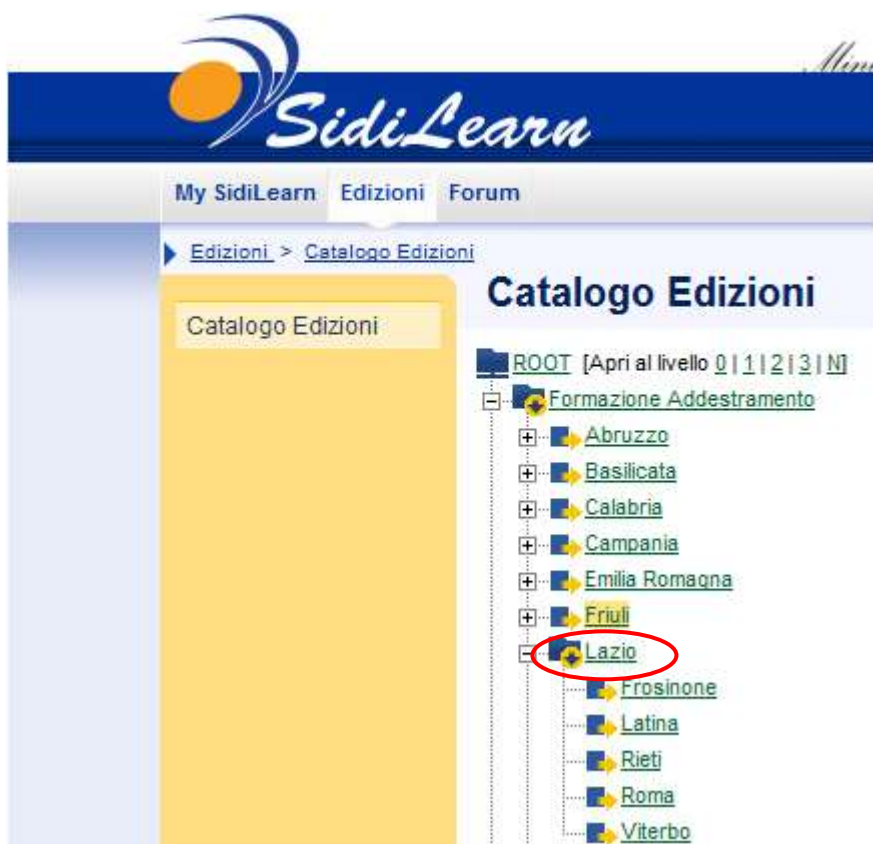 SidiLearn
My SidiLearn Edizioni Forum
Edizioni > Catalogo Edizioni
Catalogo Edizioni
Catalogo Edizioni
ROOT [Apri al livello 0 | 1 | 2 | 3 | N]
Formazione Addestramento
Abruzzo
Basilicata
Calabria
Campania
Emilia Romagna
Friuli
Lazio
Frosinone
Latina
Rieti
Roma
Viterbo